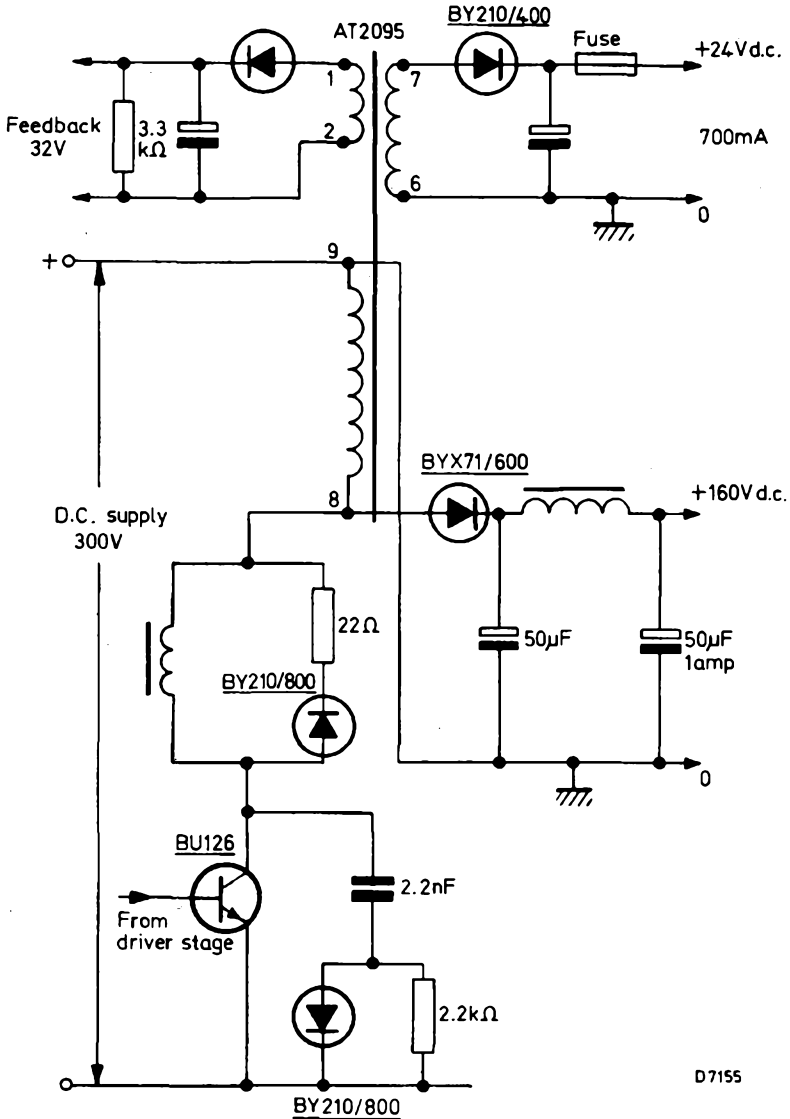 AT2095
BY210/400
Fuse
+24V d.c.
1
7
Feedback
32V
3.3
kΩ
2
700mA
6
0
+
9
BYX71/600
+160V d.c.
8
D.C. supply
300V
22Ω
50μF
50μF
1amp
BY210/800
0
BU126
2.2nF
From
driver stage
2.2kΩ
D7155
BY210/800